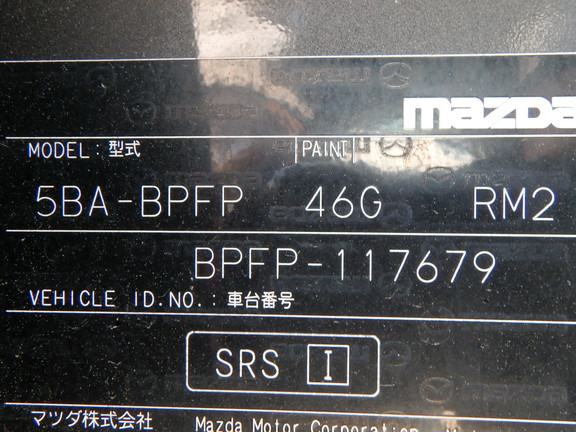 mazda
MODEL : 型式 PAINT
5BA-BPFP 46G RM2
BPFP-117679
VEHICLE ID.NO. : 車台番号
SRS I
マツダ株式会社 Mazda Motor Corporation